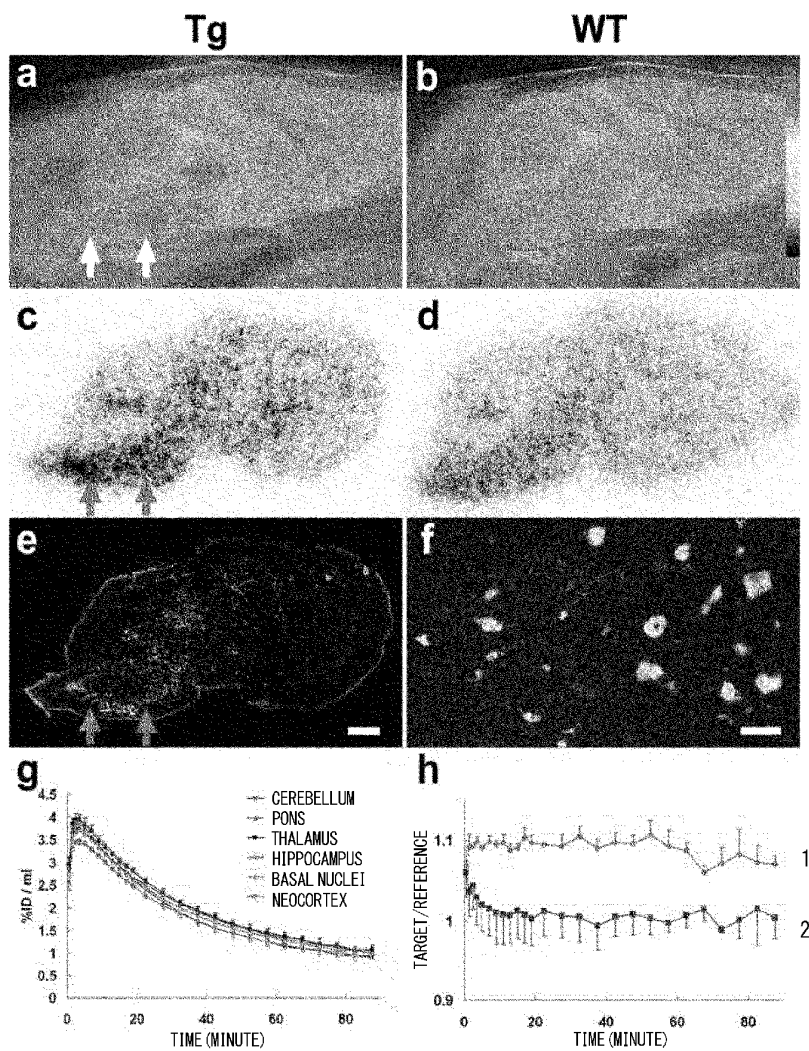 Tg
WT
a
b
c
d
e
f
g
4.5
4
3.5
3
2.5
2
1.5
1
0.5
0
%ID / ml
CEREBELLUM
PONS
THALAMUS
HIPPOCAMPUS
BASAL NUCLEI
NEOCORTEX
0
20
40
60
80
TIME (MINUTE)
h
1.1
1
0.9
TARGET/REFERENCE
1
2
0
20
40
60
80
TIME (MINUTE)